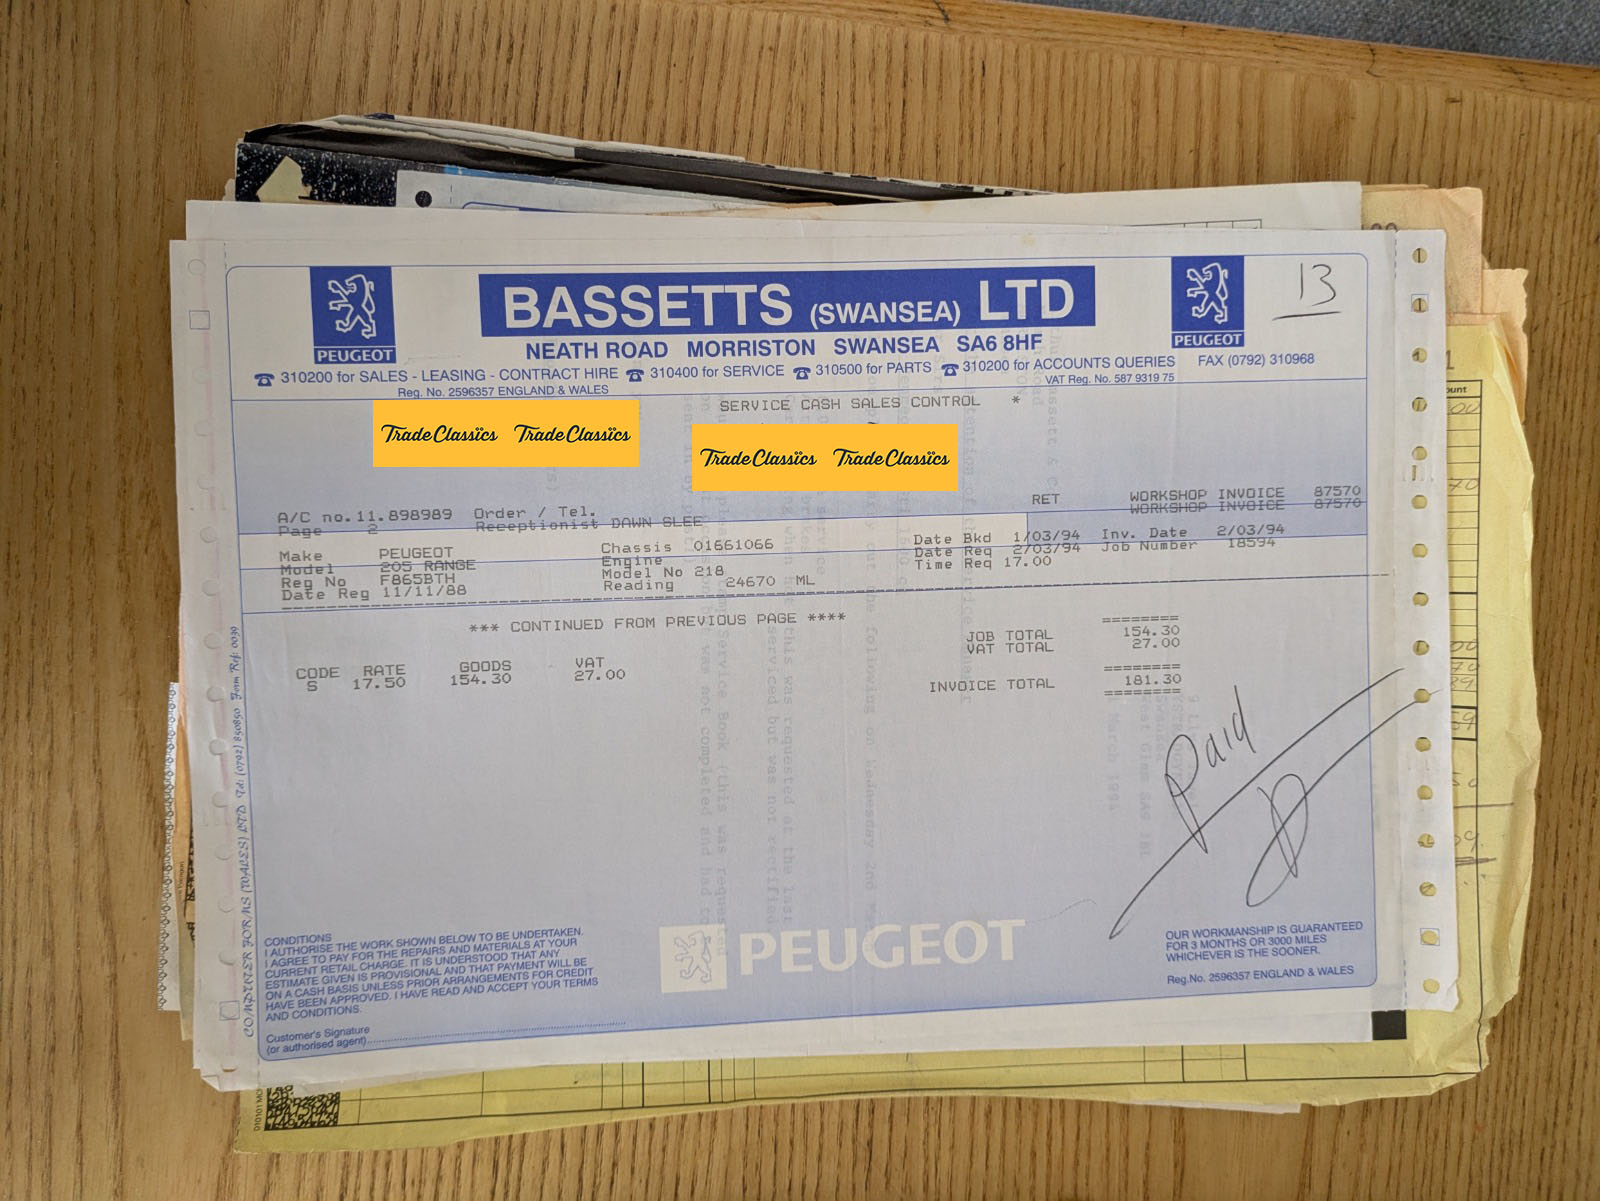 PEUGEOT
BASSETTS (SWANSEA) LTD
PEUGEOT
13
NEATH ROAD MORRISTON SWANSEA SA6 8HF
310200 for SALES - LEASING - CONTRACT HIRE 310400 for SERVICE 310500 for PARTS 310200 for ACCOUNTS QUERIES FAX (0792) 310968
Reg. No. 2596357 ENGLAND & WALES
VAT Reg. No. 587 9319 75
SERVICE CASH SALES CONTROL *
TradeClassics TradeClassics
TradeClassics TradeClassics
RET WORKSHOP INVOICE 87570
WORKSHOP INVOICE 87570
A/C no.11.898989 Order / Tel.
Page 2 Receptionist DAWN SLEE
Make PEUGEOT Chassis 01661066 Date Bkd 1/03/94 Inv. Date 2/03/94
Model 205 RANGE Engine Date Req 2/03/94 Job Number 18594
Reg No F865BTH Model No 218 Time Req 17.00
Date Reg 11/11/88 Reading 24670 ML
*** CONTINUED FROM PREVIOUS PAGE ****
JOB TOTAL 154.30
VAT TOTAL 27.00
CODE RATE GOODS VAT
S 17.50 154.30 27.00
INVOICE TOTAL 181.30
Paid
PEUGEOT
CONDITIONS
I AUTHORISE THE WORK SHOWN BELOW TO BE UNDERTAKEN.
I AGREE TO PAY FOR THE REPAIRS AND MATERIALS AT YOUR
CURRENT RETAIL CHARGE. IT IS UNDERSTOOD THAT ANY
ESTIMATE GIVEN IS PROVISIONAL AND THAT PAYMENT WILL BE
ON A CASH BASIS UNLESS PRIOR ARRANGEMENTS FOR CREDIT
HAVE BEEN APPROVED. I HAVE READ AND ACCEPT YOUR TERMS
AND CONDITIONS.
Customer's Signature
(or authorised agent)
OUR WORKMANSHIP IS GUARANTEED
FOR 3 MONTHS OR 3000 MILES
WHICHEVER IS THE SOONER.
Reg.No. 2596357 ENGLAND & WALES
COMPUTER FORMS (WALES) LTD Tel: (0792) 850850 Form Ref: 0039